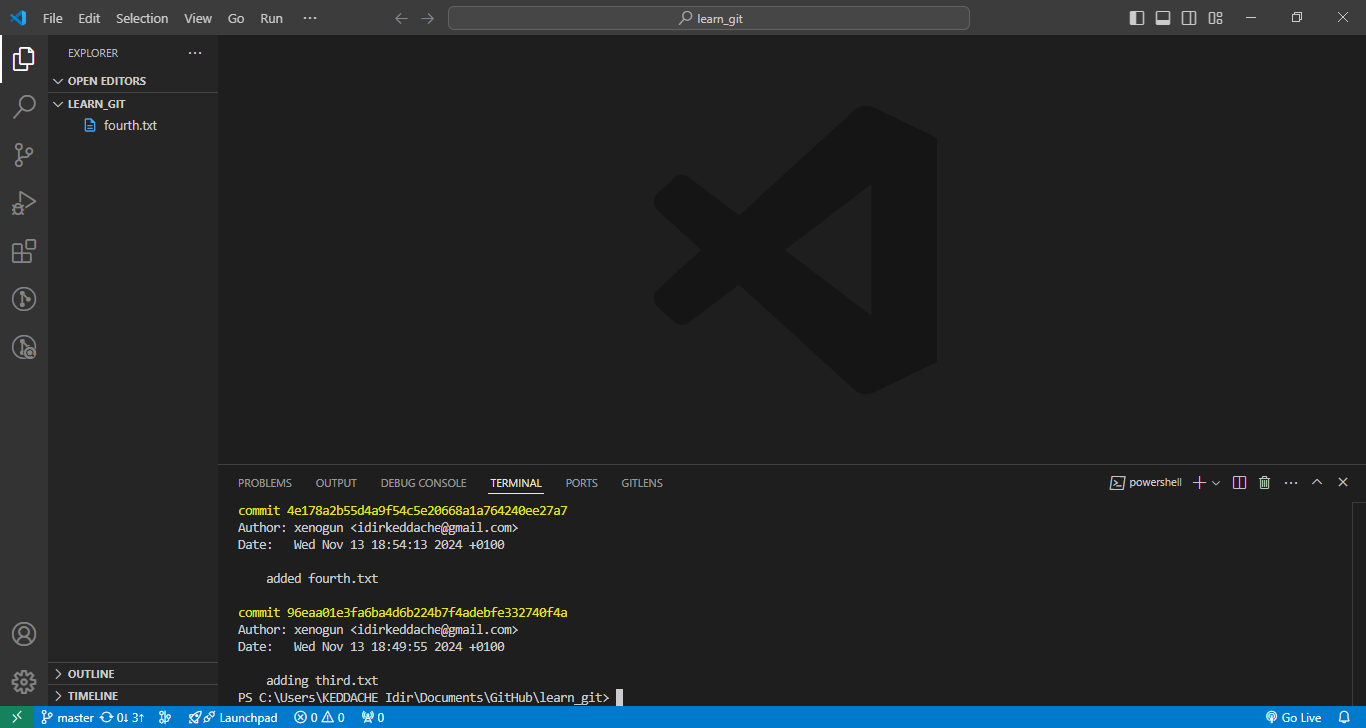 File Edit Selection View Go Run ··· learn_git
EXPLORER ···
OPEN EDITORS
LEARN_GIT
fourth.txt
PROBLEMS OUTPUT DEBUG CONSOLE TERMINAL PORTS GITLENS powershell ···
commit 4e178a2b55d4a9f54c5e20668a1a764240ee27a7
Author: xenogun <idirkeddache@gmail.com>
Date:   Wed Nov 13 18:54:13 2024 +0100
added fourth.txt
commit 96eaa01e3fa6ba4d6b224b7f4adebfe332740f4a
Author: xenogun <idirkeddache@gmail.com>
Date:   Wed Nov 13 18:49:55 2024 +0100
adding third.txt
PS C:\Users\KEDDACHE Idir\Documents\GitHub\learn_git>
OUTLINE
TIMELINE
master 0↓ 3↑ Launchpad 0 0 0 Go Live